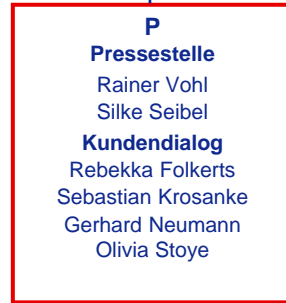 P
Pressestelle
Rainer Vohl
Silke Seibel
Kundendialog
Rebekka Folkerts
Sebastian Krosanke
Gerhard Neumann
Olivia Stoye